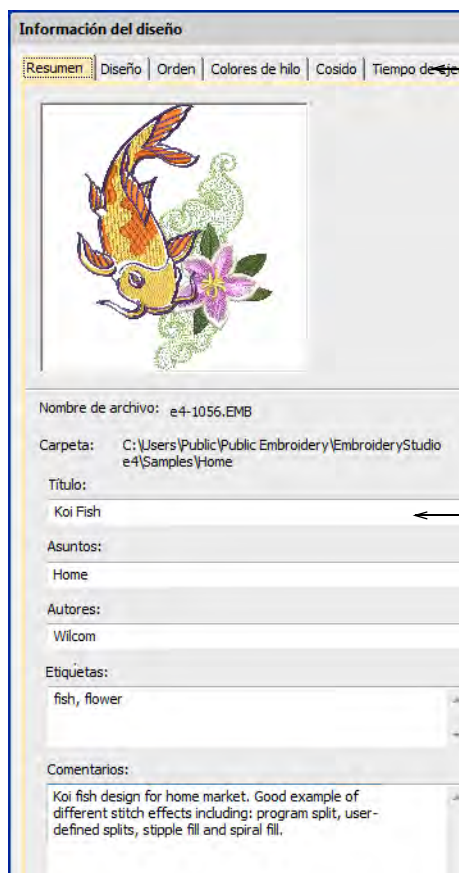 Información del diseño
Resumen Diseño Orden Colores de hilo Cosido Tiempo de
Nombre de archivo: e4-1056.EMB
Carpeta: C:\Users\Public\Public Embroidery\EmbroideryStudio
e4\Samples\Home
Título:
Koi Fish
Asuntos:
Home
Autores:
Wilcom
Etiquetas:
fish, flower
Comentarios:
Koi fish design for home market. Good example of
different stitch effects including: program split, user-
defined splits, stipple fill and spiral fill.